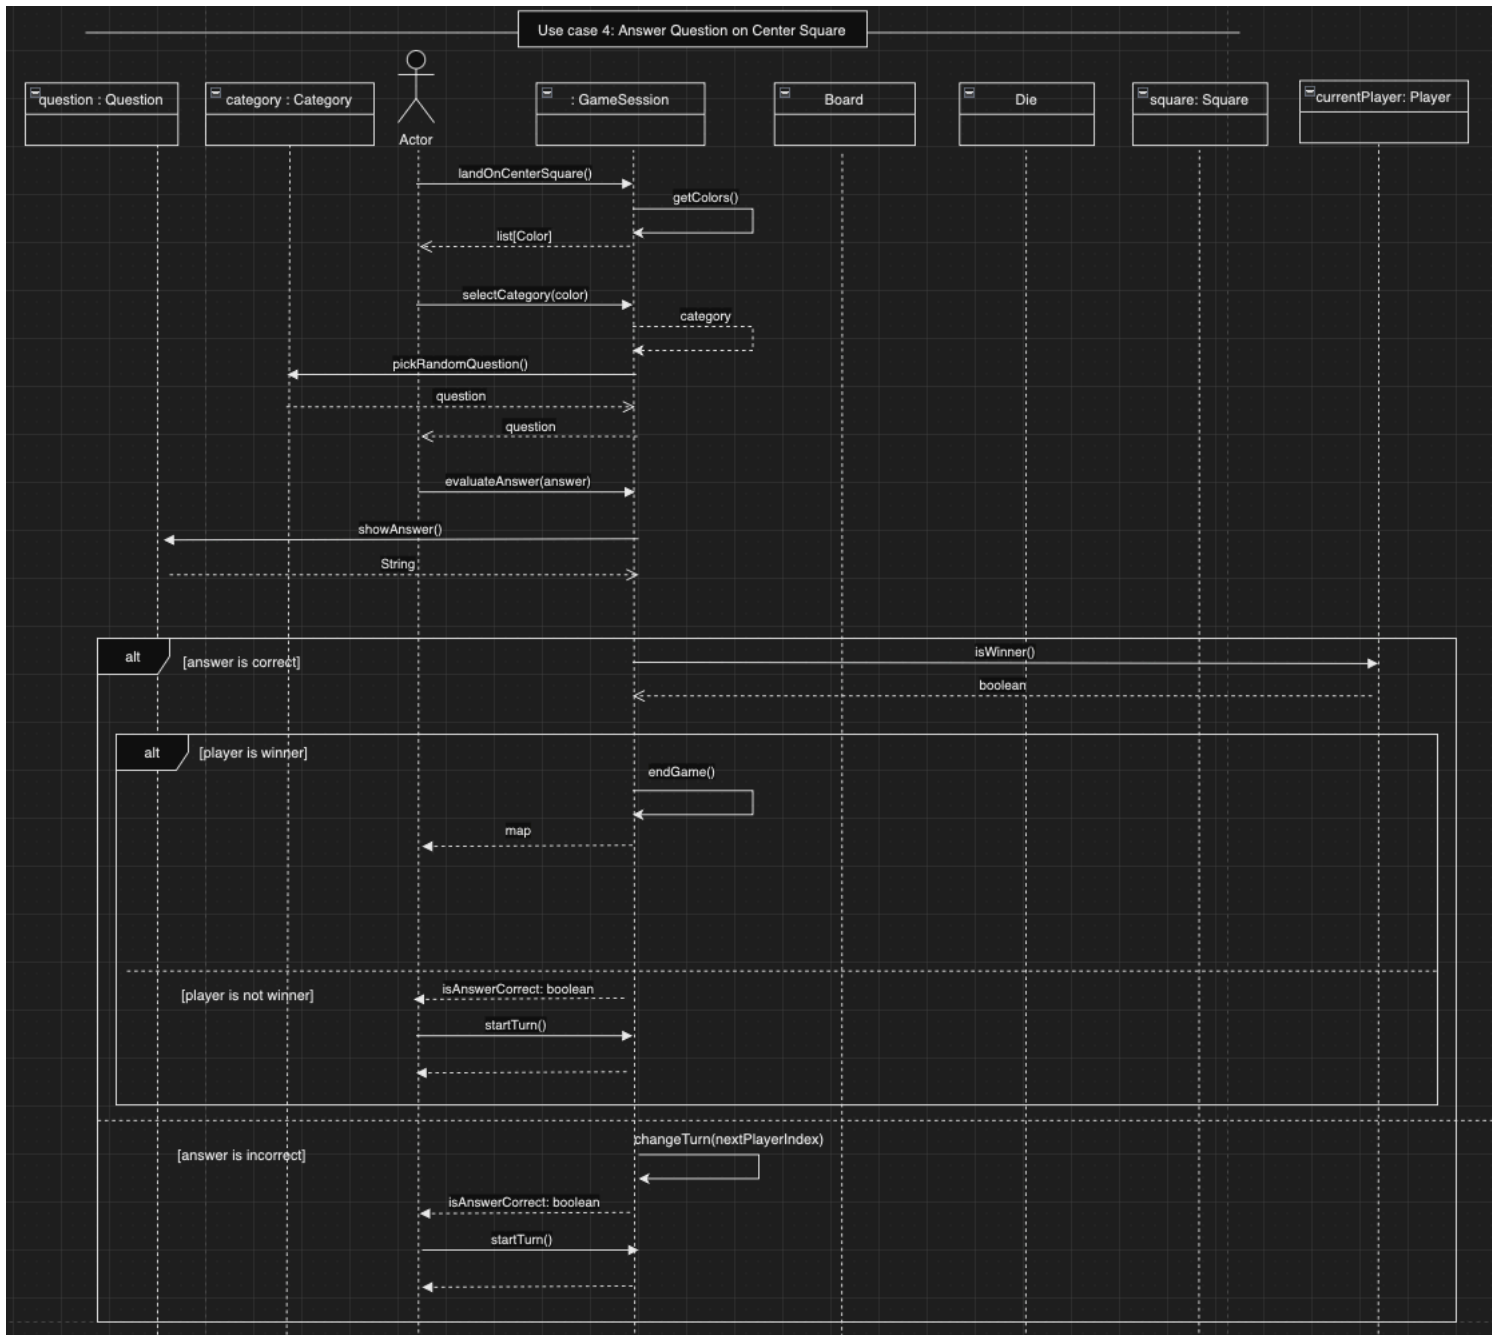 Use case 4: Answer Question on Center Square
question : Question
category : Category
Actor
: GameSession
Board
Die
square: Square
currentPlayer: Player
landOnCenterSquare()
getColors()
list[Color]
selectCategory(color)
category
pickRandomQuestion()
question
question
evaluateAnswer(answer)
showAnswer()
String
alt
[answer is correct]
isWinner()
boolean
alt
[player is winner]
endGame()
map
[player is not winner]
isAnswerCorrect: boolean
startTurn()
changeTurn(nextPlayerIndex)
[answer is incorrect]
isAnswerCorrect: boolean
startTurn()